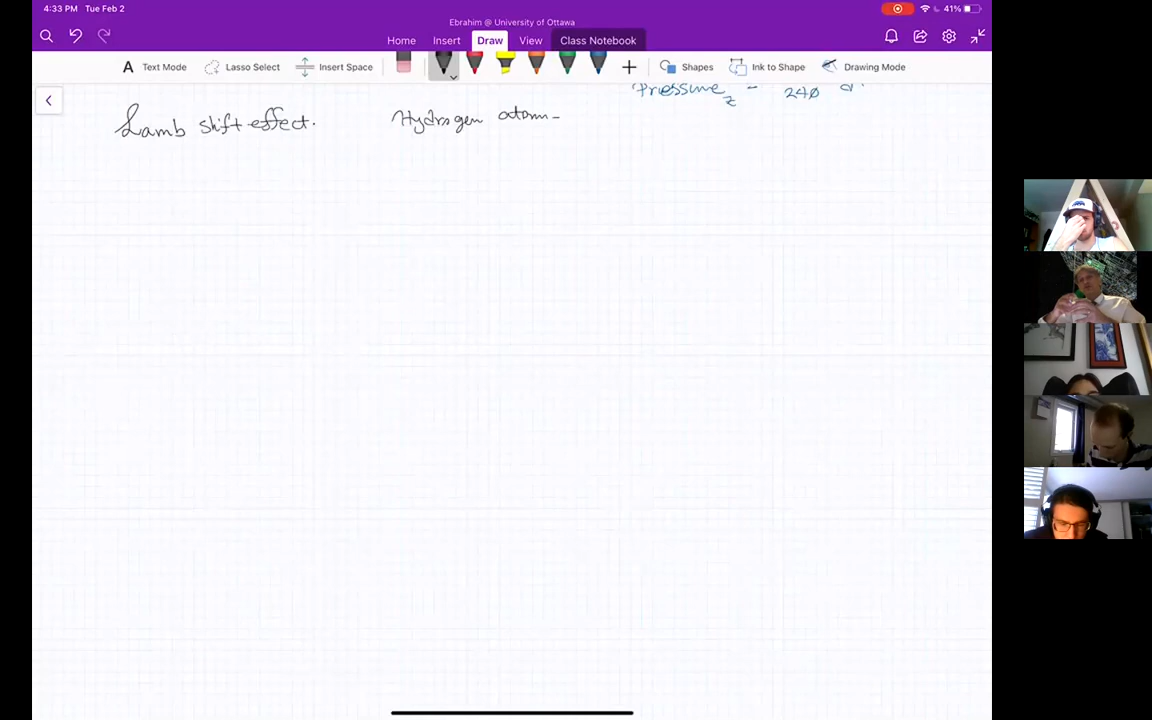 4:33 PM Tue Feb 2
41%
Ebrahim @ University of Ottawa
Home Insert Draw View Class Notebook
Text Mode Lasso Select Insert Space Shapes Ink to Shape Drawing Mode
Pressure z = 240
Lamb shift effect. Hydrogen atom -